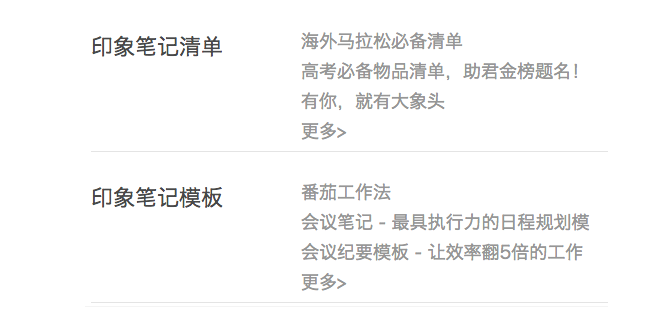 印象笔记清单
海外马拉松必备清单
高考必备物品清单，助君金榜题名！
有你，就有大象头
更多>
印象笔记模板
番茄工作法
会议笔记 - 最具执行力的日程规划模
会议纪要模板 - 让效率翻5倍的工作
更多>